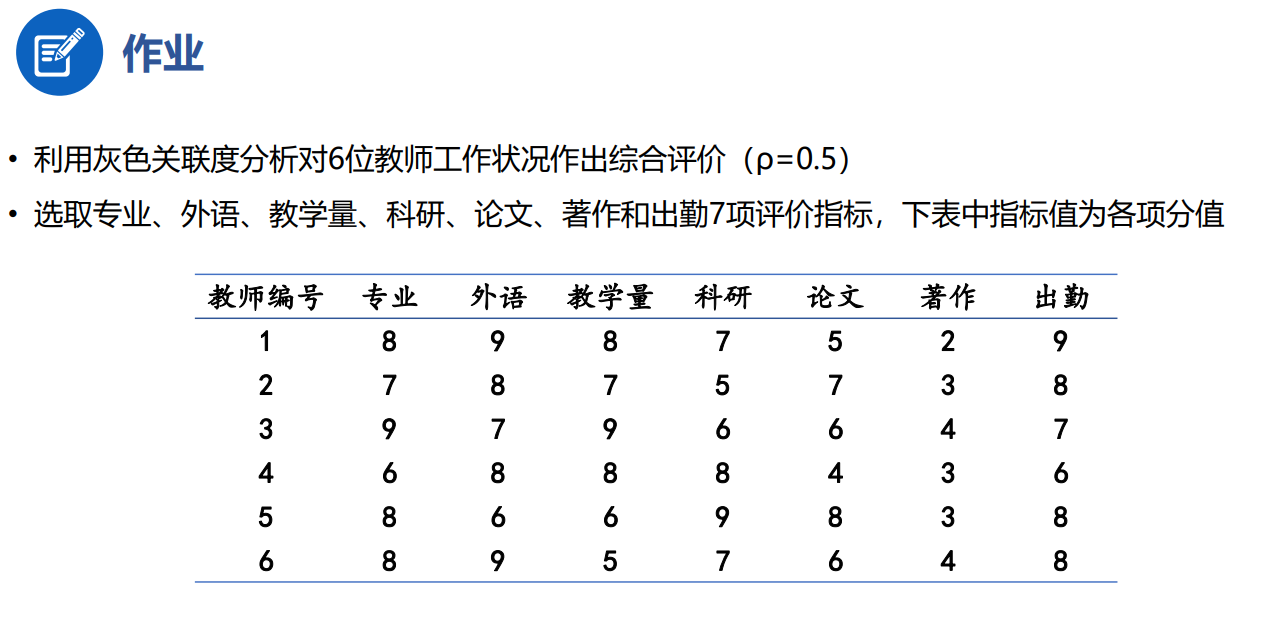 作业
• 利用灰色关联度分析对6位教师工作状况作出综合评价（ρ=0.5）
• 选取专业、外语、教学量、科研、论文、著作和出勤7项评价指标，下表中指标值为各项分值
教师编号 专业 外语 教学量 科研 论文 著作 出勤
1 8 9 8 7 5 2 9
2 7 8 7 5 7 3 8
3 9 7 9 6 6 4 7
4 6 8 8 8 4 3 6
5 8 6 6 9 8 3 8
6 8 9 5 7 6 4 8